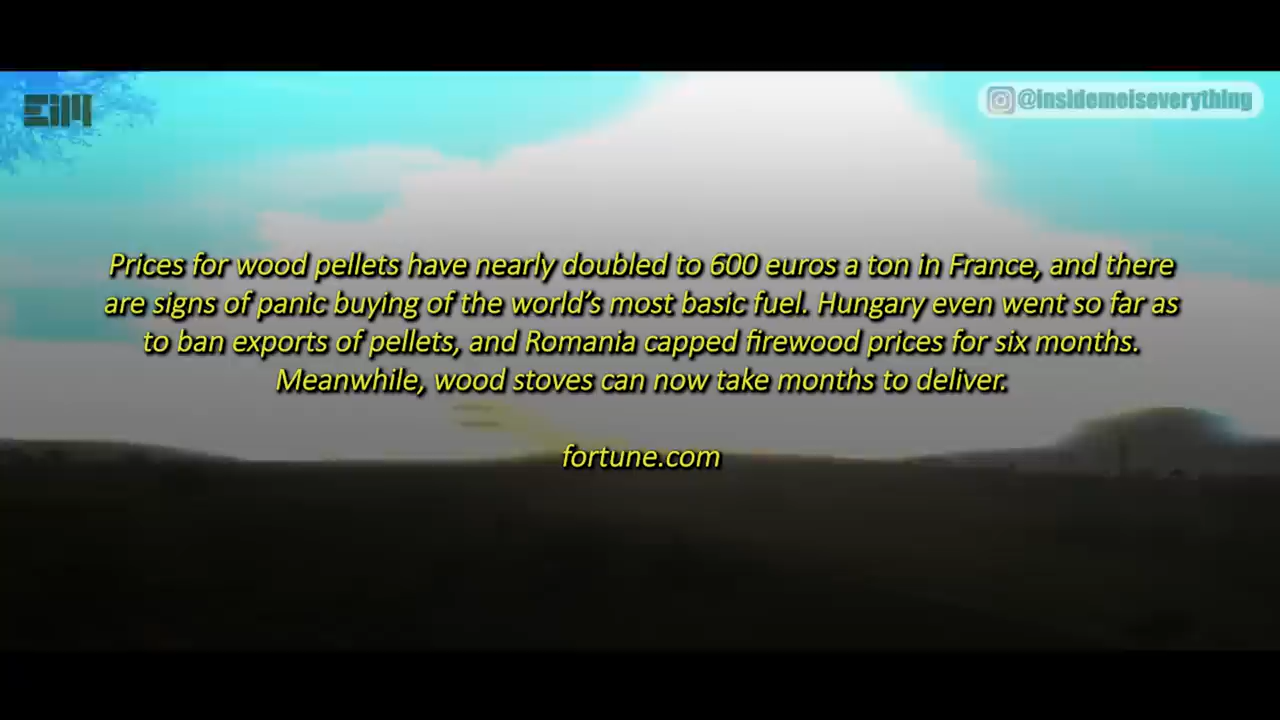 EiM
@insidemeiseverything
Prices for wood pellets have nearly doubled to 600 euros a ton in France, and there
are signs of panic buying of the world’s most basic fuel. Hungary even went so far as
to ban exports of pellets, and Romania capped firewood prices for six months.
Meanwhile, wood stoves can now take months to deliver.
fortune.com